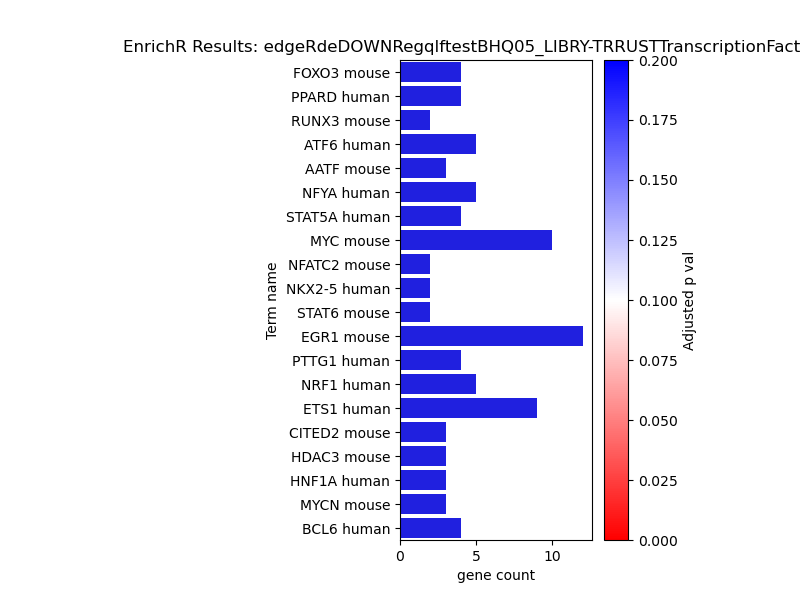 EnrichR Results: edgeRdeDOWNRegqlftestBHQ05_LIBRY-TRRUSTTranscriptionFact
Term name
FOXO3 mouse
PPARD human
RUNX3 mouse
ATF6 human
AATF mouse
NFYA human
STAT5A human
MYC mouse
NFATC2 mouse
NKX2-5 human
STAT6 mouse
EGR1 mouse
PTTG1 human
NRF1 human
ETS1 human
CITED2 mouse
HDAC3 mouse
HNF1A human
MYCN mouse
BCL6 human
0 5 10
gene count
0.200
0.175
0.150
0.125
0.100
0.075
0.050
0.025
0.000
Adjusted p val